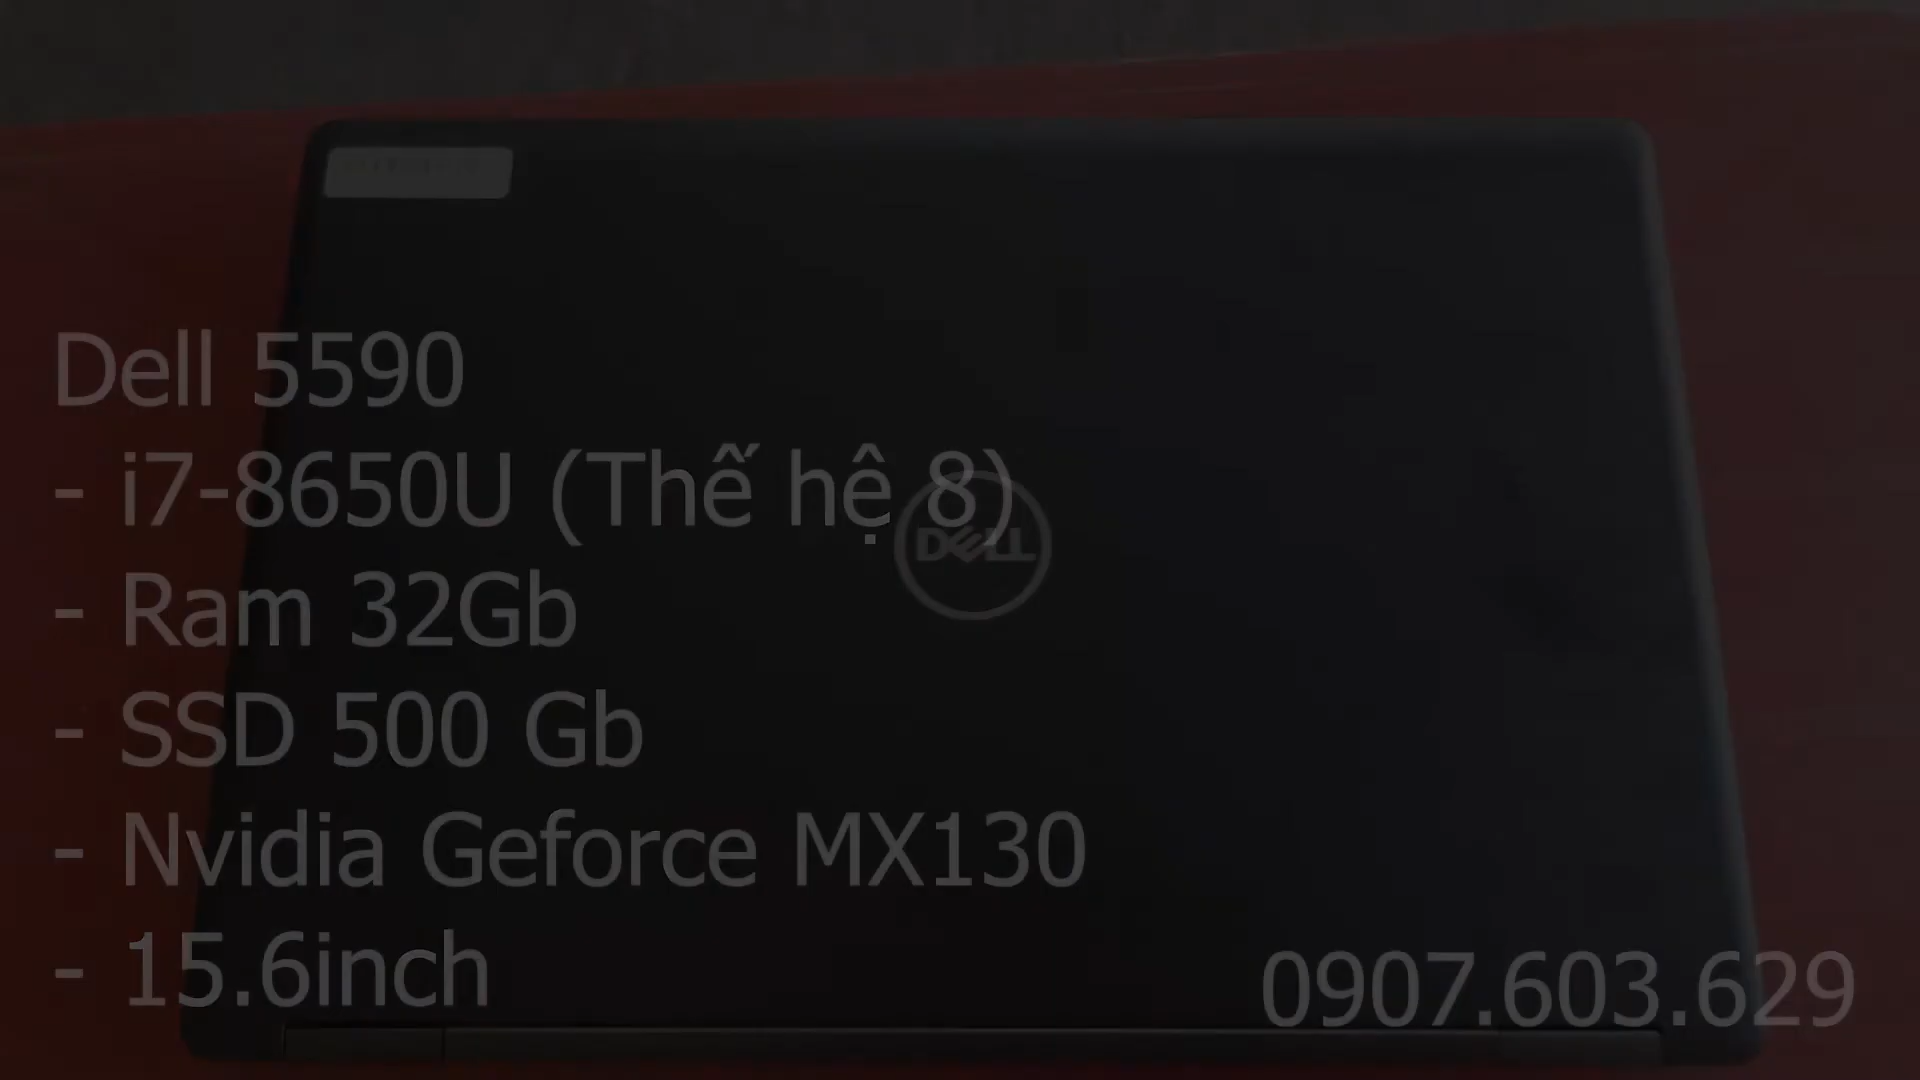 Dell 5590
- i7-8650U (Thế hệ 8)
DELL
- Ram 32Gb
- SSD 500 Gb
- Nvidia Geforce MX130
- 15.6inch
0907.603.629